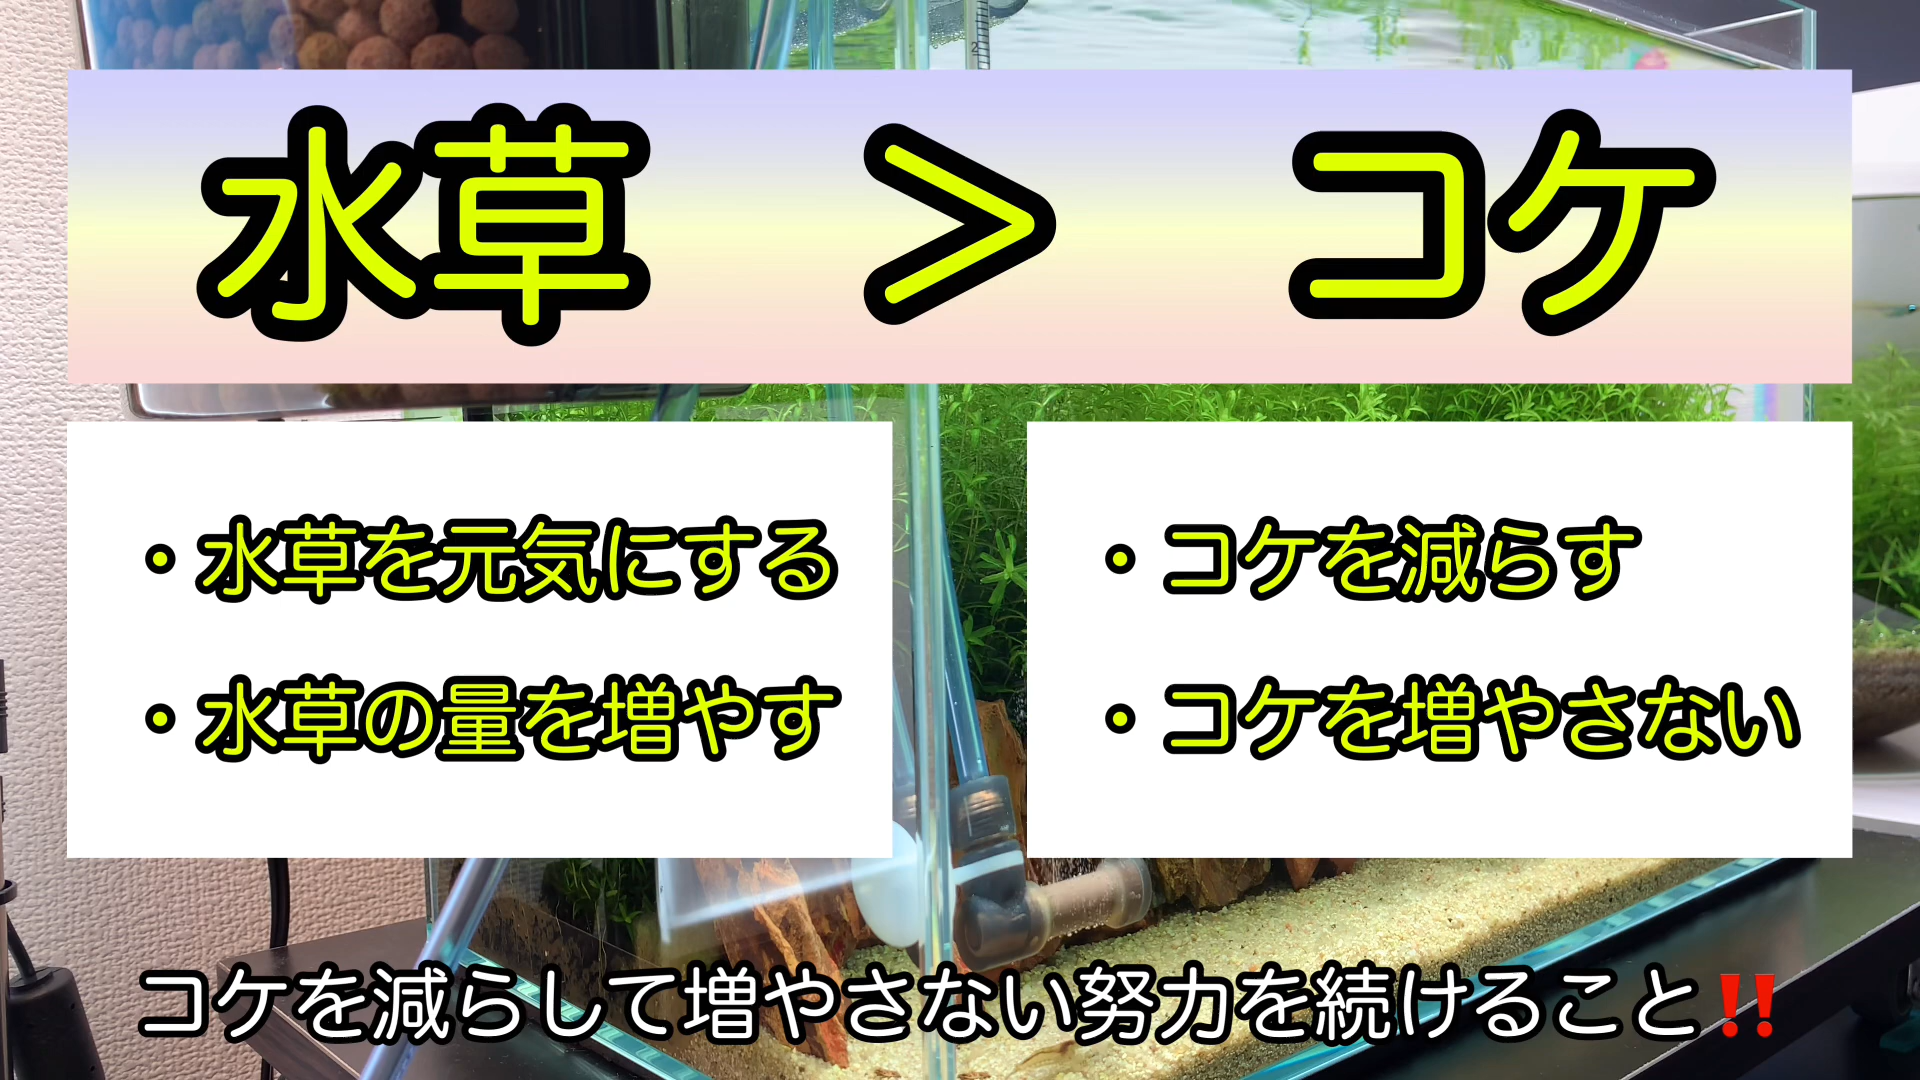 水草 > コケ
・水草を元気にする
・水草の量を増やす
・コケを減らす
・コケを増やさない
コケを減らして増やさない努力を続けること‼️
2